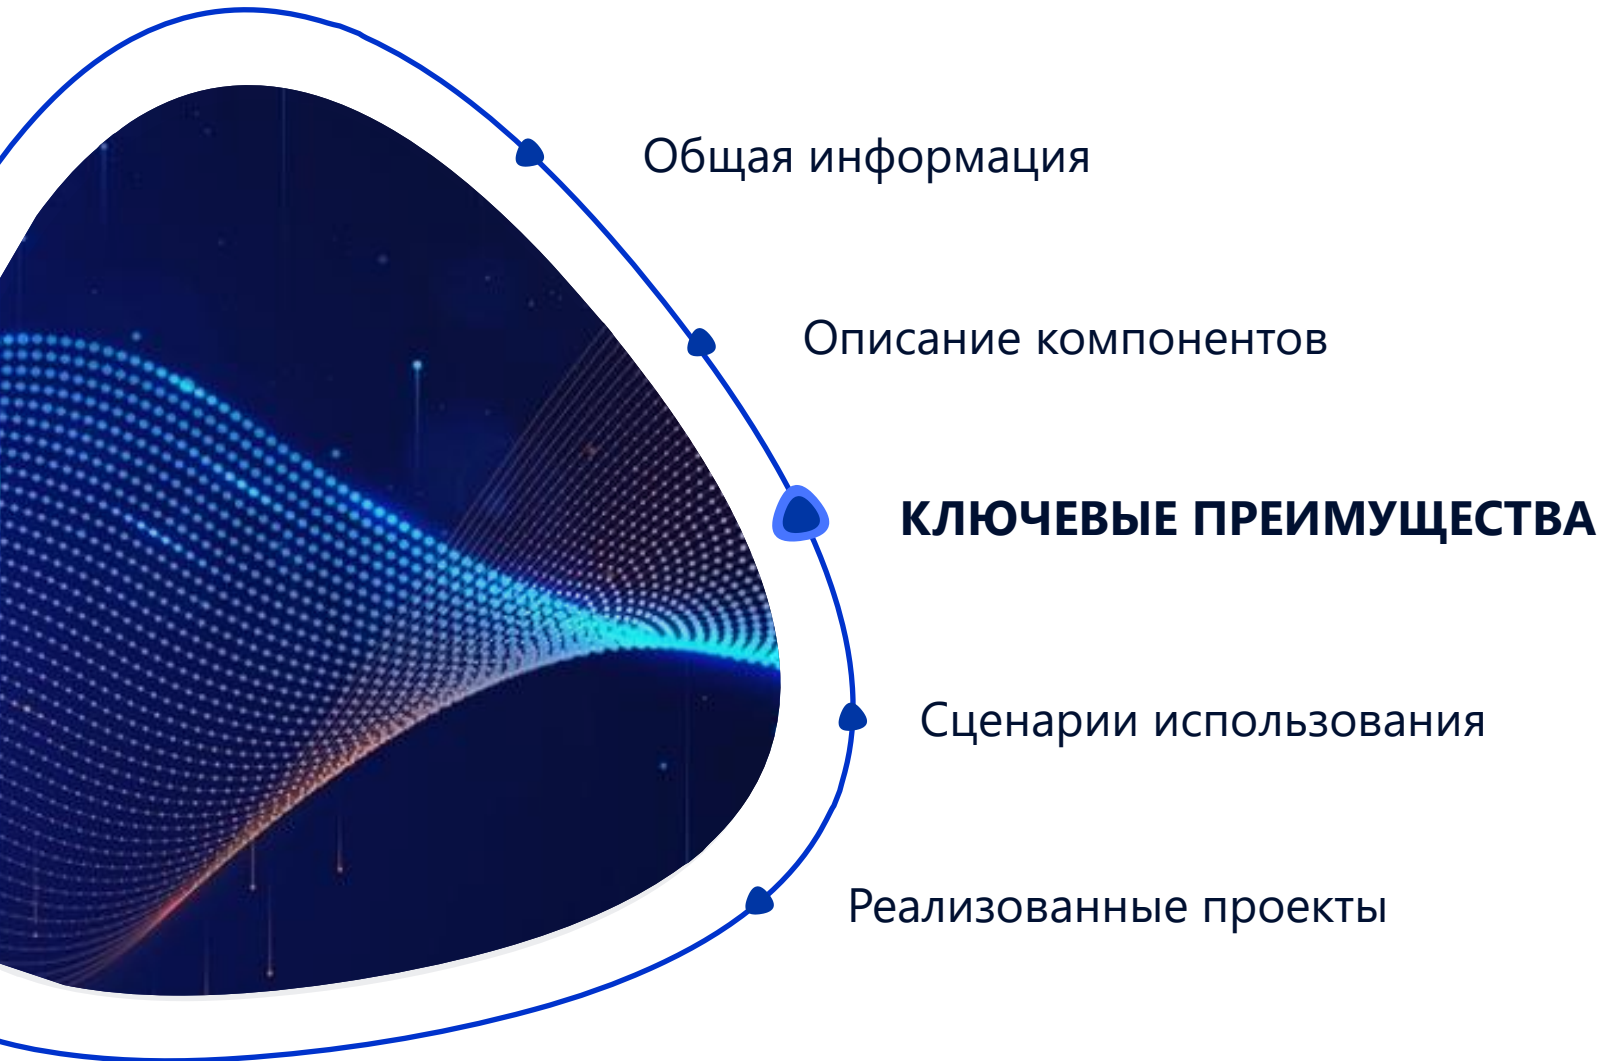 Общая информация
Описание компонентов
КЛЮЧЕВЫЕ ПРЕИМУЩЕСТВА
Сценарии использования
Реализованные проекты